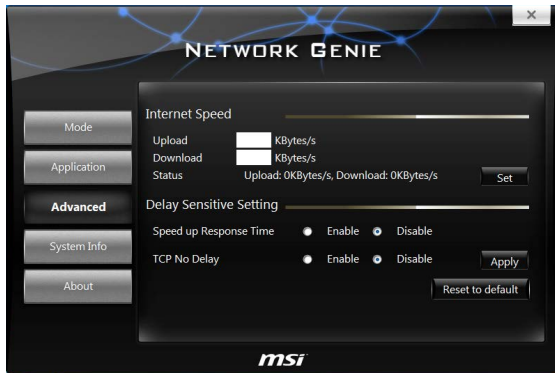 ×
NETWORK GENIE
Mode
Application
Advanced
System Info
About
Internet Speed
Upload KBytes/s
Download KBytes/s
Status Upload: 0KBytes/s, Download: 0KBytes/s Set
Delay Sensitive Setting
Speed up Response Time Enable Disable
TCP No Delay Enable Disable Apply
Reset to default
msi